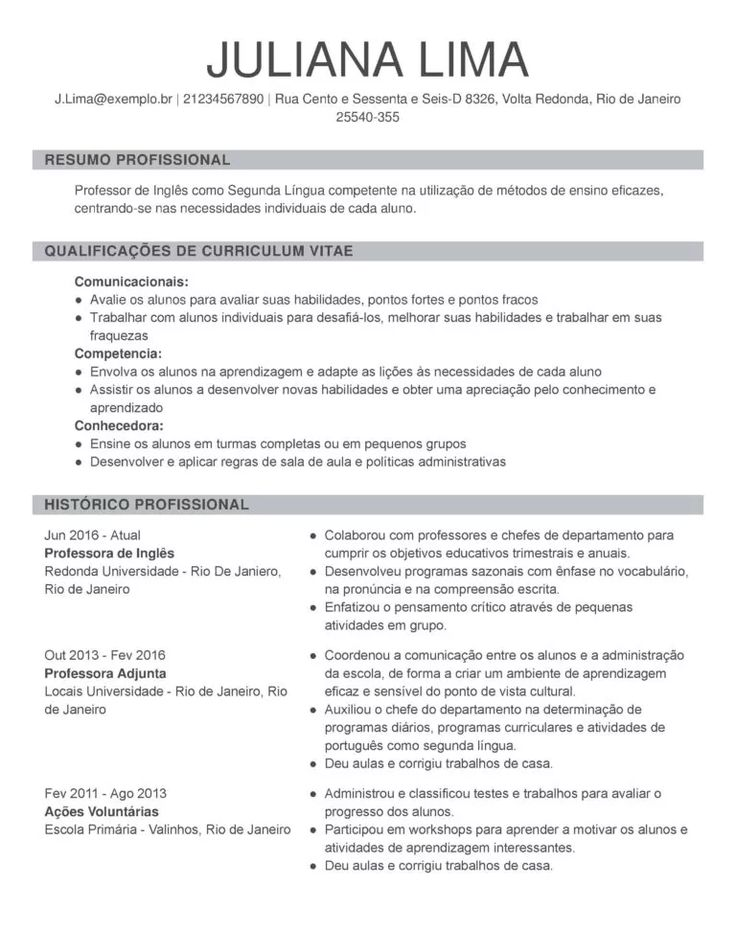 JULIANA LIMA
J.Lima@exemplo.br | 21234567890 | Rua Cento e Sessenta e Seis-D 8326, Volta Redonda, Rio de Janeiro
25540-355
RESUMO PROFISSIONAL
Professor de Inglês como Segunda Língua competente na utilização de métodos de ensino eficazes,
centrando-se nas necessidades individuais de cada aluno.
QUALIFICAÇÕES DE CURRICULUM VITAE
Comunicacionais:
● Avalie os alunos para avaliar suas habilidades, pontos fortes e pontos fracos
● Trabalhar com alunos individuais para desafiá-los, melhorar suas habilidades e trabalhar em suas
fraquezas
Competencia:
● Envolva os alunos na aprendizagem e adapte as lições às necessidades de cada aluno
● Assistir os alunos a desenvolver novas habilidades e obter uma apreciação pelo conhecimento e
aprendizado
Conhecedora:
● Ensine os alunos em turmas completas ou em pequenos grupos
● Desenvolver e aplicar regras de sala de aula e políticas administrativas
HISTÓRICO PROFISSIONAL
Jun 2016 - Atual
Professora de Inglês
Redonda Universidade - Rio De Janiero,
Rio de Janeiro
● Colaborou com professores e chefes de departamento para
cumprir os objetivos educativos trimestrais e anuais.
● Desenvolveu programas sazonais com ênfase no vocabulário,
na pronúncia e na compreensão escrita.
● Enfatizou o pensamento crítico através de pequenas
atividades em grupo.
Out 2013 - Fev 2016
Professora Adjunta
Locais Universidade - Rio de Janeiro, Rio
de Janeiro
● Coordenou a comunicação entre os alunos e a administração
da escola, de forma a criar um ambiente de aprendizagem
eficaz e sensível do ponto de vista cultural.
● Auxiliou o chefe do departamento na determinação de
programas diários, programas curriculares e atividades de
português como segunda língua.
● Deu aulas e corrigiu trabalhos de casa.
Fev 2011 - Ago 2013
Ações Voluntárias
Escola Primária - Valinhos, Rio de Janeiro
● Administrou e classificou testes e trabalhos para avaliar o
progresso dos alunos.
● Participou em workshops para aprender a motivar os alunos e
atividades de aprendizagem interessantes.
● Deu aulas e corrigiu trabalhos de casa.